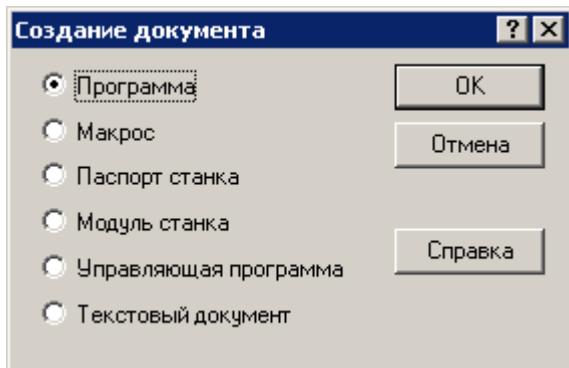 Создание документа
Программа
Макрос
Паспорт станка
Модуль станка
Управляющая программа
Текстовый документ
OK
Отмена
Справка